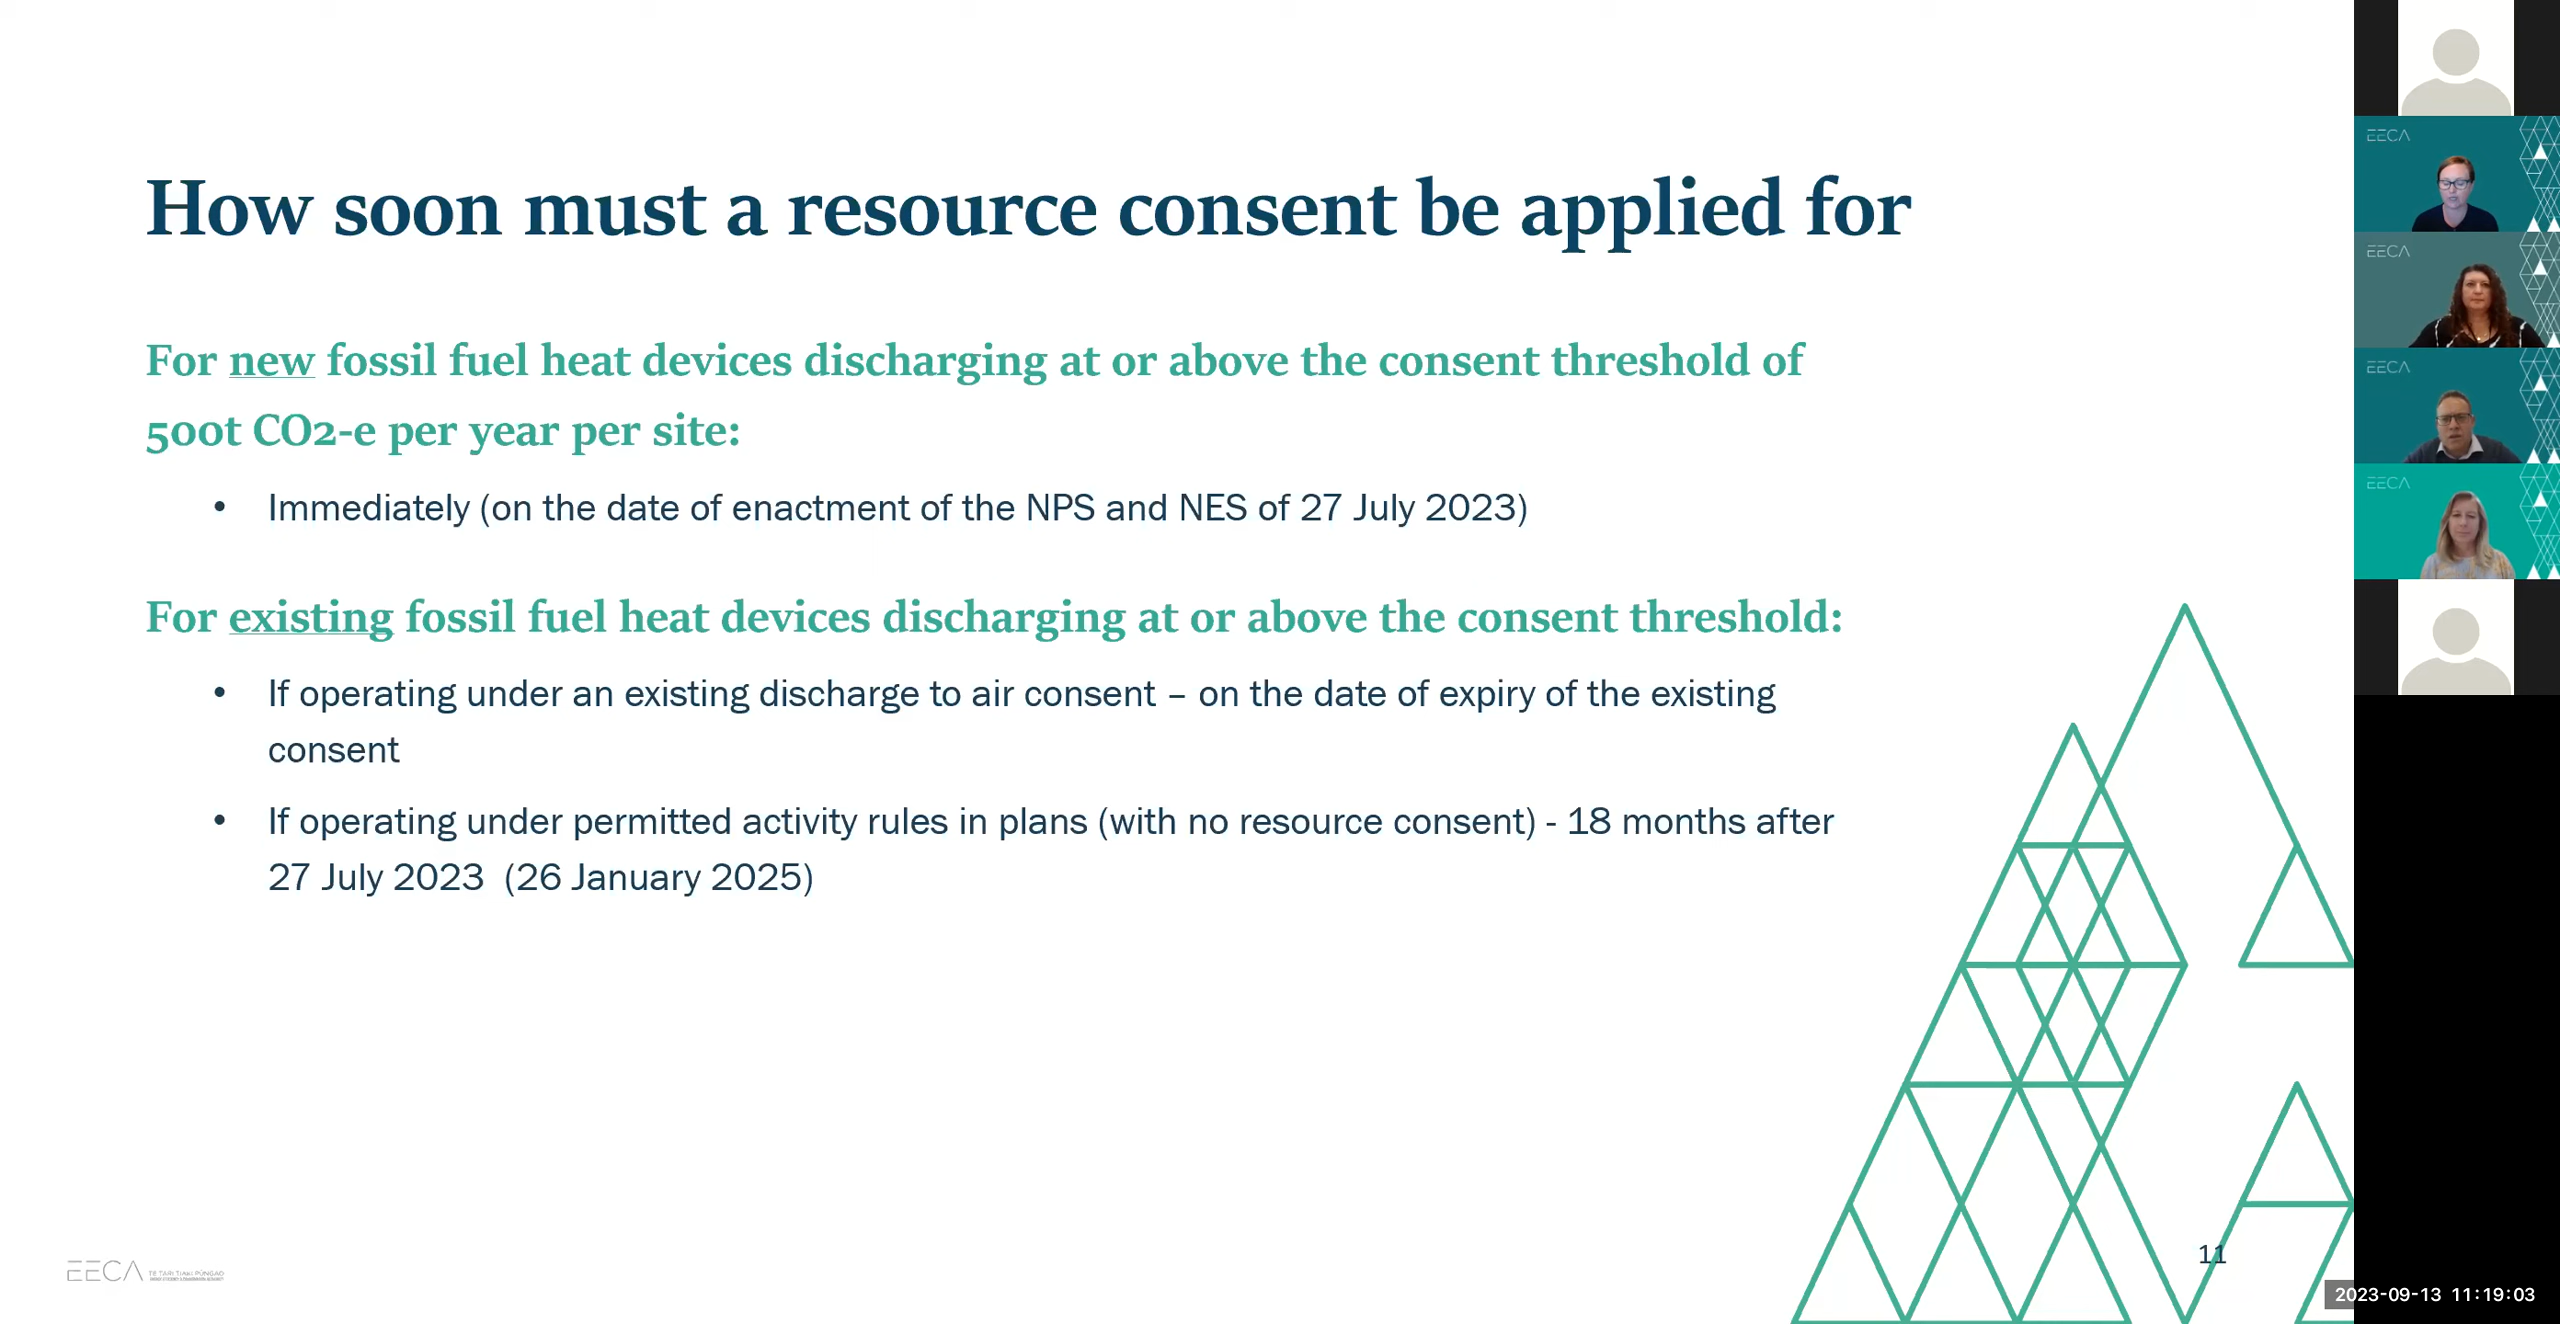 How soon must a resource consent be applied for
For new fossil fuel heat devices discharging at or above the consent threshold of
500t CO2-e per year per site:
• Immediately (on the date of enactment of the NPS and NES of 27 July 2023)
For existing fossil fuel heat devices discharging at or above the consent threshold:
• If operating under an existing discharge to air consent – on the date of expiry of the existing
consent
• If operating under permitted activity rules in plans (with no resource consent) - 18 months after
27 July 2023 (26 January 2025)
EECA TE TARI TIAKI PŪNGAO
11
EECA
EECA
EECA
EECA
2023-09-13 11:19:03